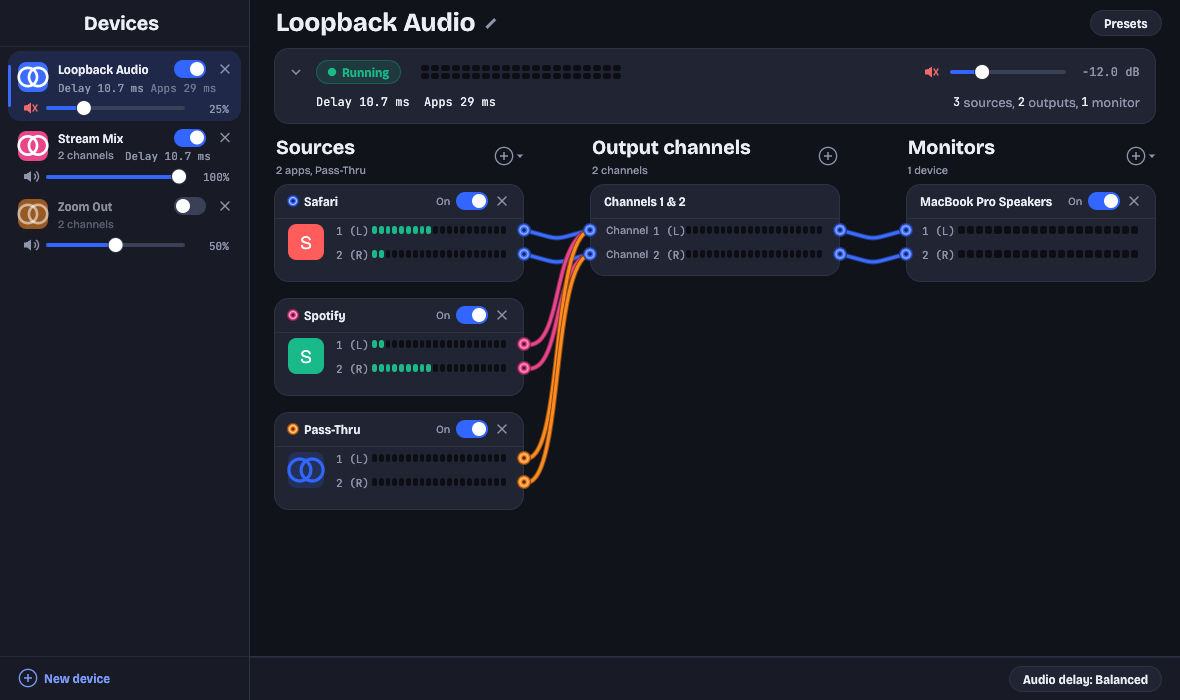 Devices
Loopback Audio
Delay 10.7 ms Apps 29 ms
25%
Stream Mix
2 channels Delay 10.7 ms
100%
Zoom Out
2 channels
50%
New device
Loopback Audio
Presets
Running
-12.0 dB
Delay 10.7 ms Apps 29 ms
3 sources, 2 outputs, 1 monitor
Sources
2 apps, Pass-Thru
Safari On
S
1 (L)
2 (R)
Spotify On
S
1 (L)
2 (R)
Pass-Thru On
1 (L)
2 (R)
Output channels
2 channels
Channels 1 & 2
Channel 1 (L)
Channel 2 (R)
Monitors
1 device
MacBook Pro Speakers On
1 (L)
2 (R)
Audio delay: Balanced